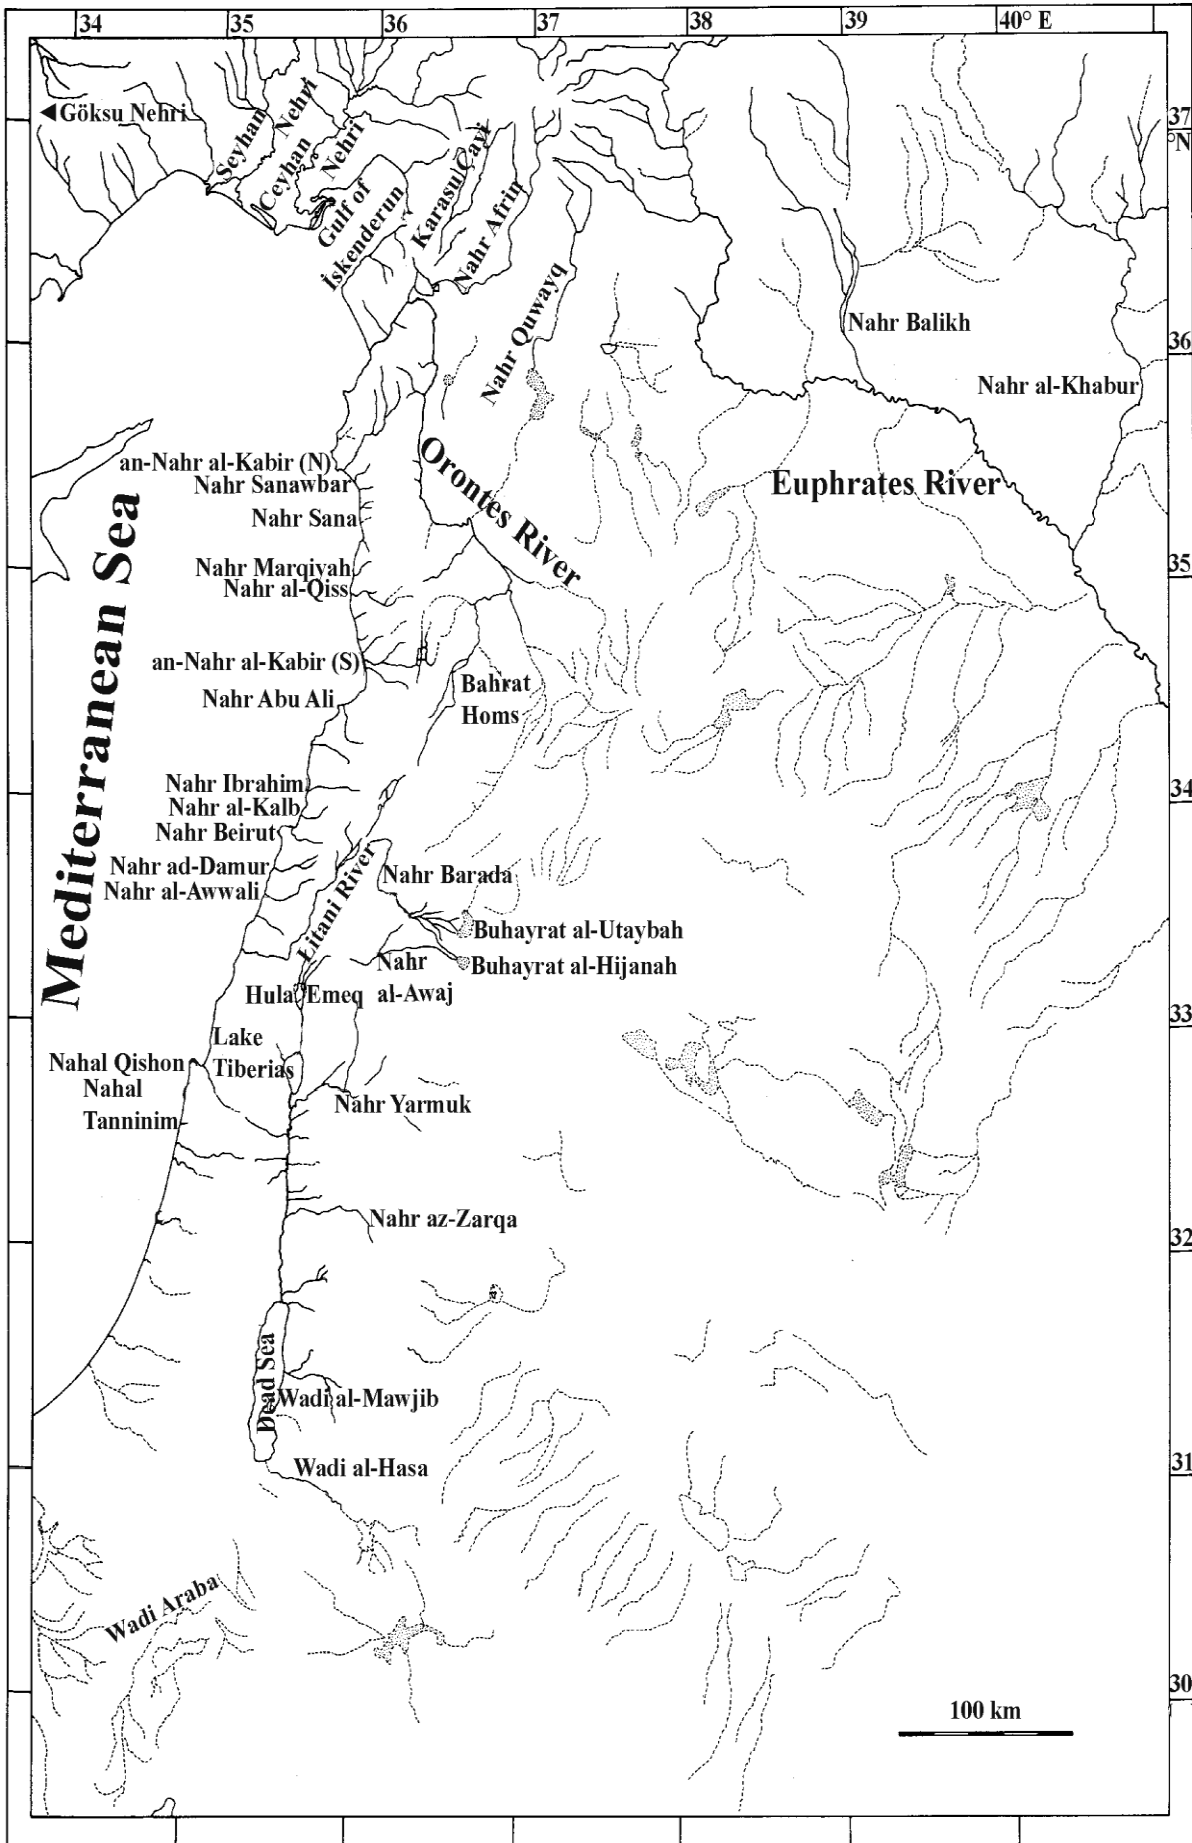 34 35 36 37 38 39 40° E
37
°N
◄Göksu Nehri
Seyhan
Nehri
Ceyhan
Nehri
Gulf of
İskenderun
Karasu Çayi
Nahr Afrin
Nahr Quwayq
Nahr Balikh
36
Nahr al-Khabur
an-Nahr al-Kabir (N)
Nahr Sanawbar
Orontes River
Euphrates River
Nahr Sana
Mediterranean Sea
Nahr Marqiyah
35
Nahr al-Qiss
an-Nahr al-Kabir (S)
Bahrat
Homs
Nahr Abu Ali
Nahr Ibrahim
34
Nahr al-Kalb
Nahr Beirut
Nahr ad-Damur
Litani River
Nahr Barada
Nahr al-Awwali
Buhayrat al-Utaybah
Nahr
al-Awaj
Buhayrat al-Hijanah
Hula Emeq
33
Lake
Tiberias
Nahal Qishon
Nahal
Tanninim
Nahr Yarmuk
Nahr az-Zarqa
32
Dead Sea
Wadi al-Mawjib
Wadi al-Hasa
31
Wadi Araba
30
100 km